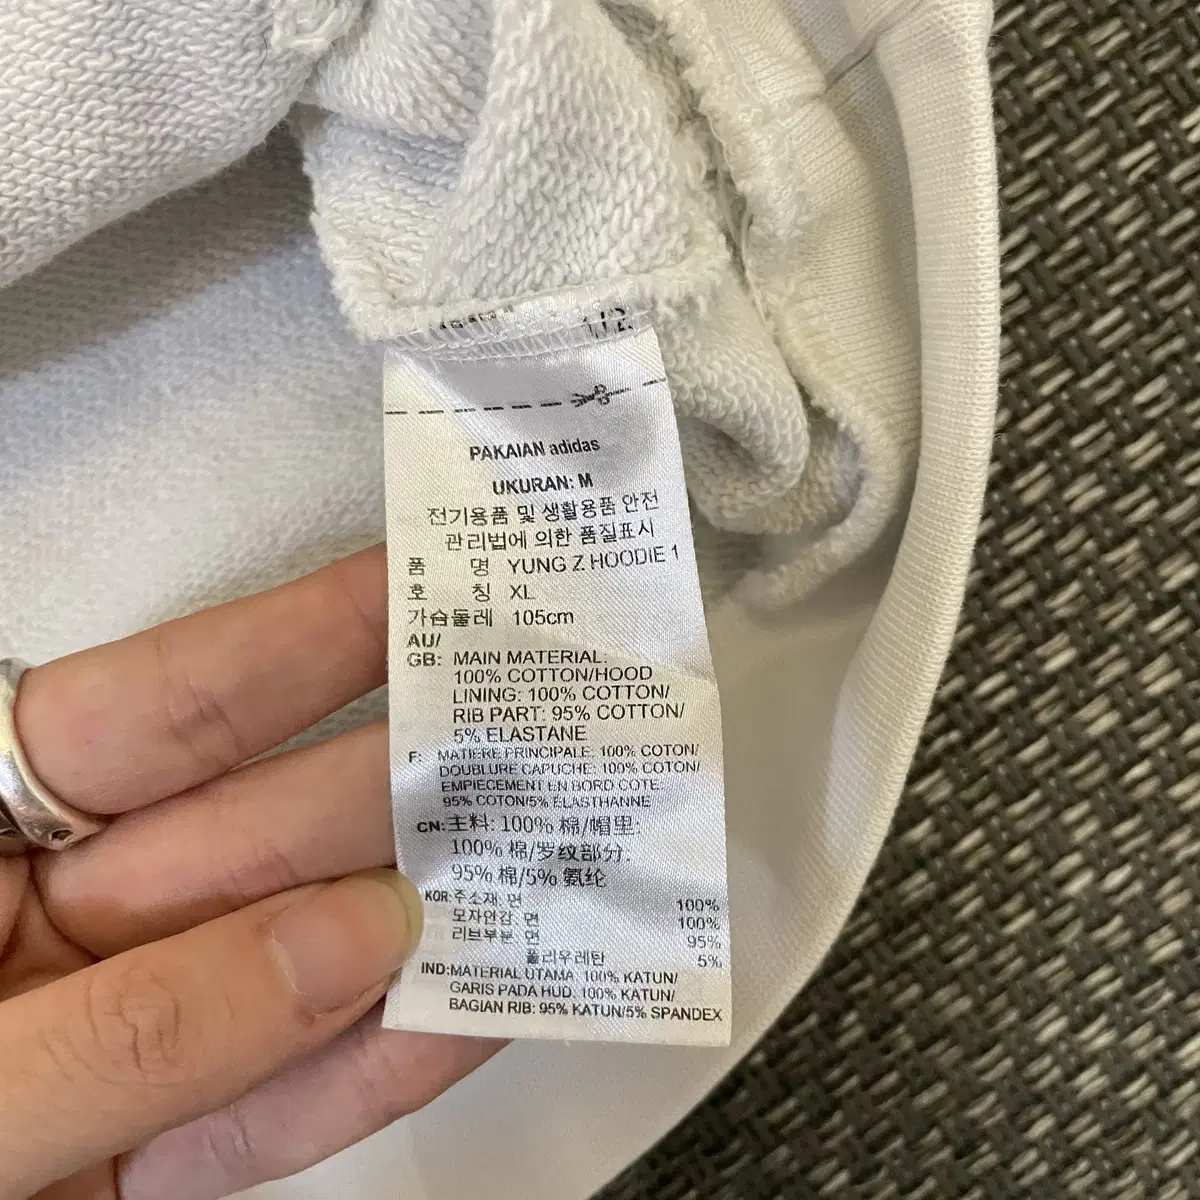 PAKAIAN adidas
UKURAN: M
전기용품 및 생활용품 안전
관리법에 의한 품질표시
품 명 YUNG Z HOODIE 1
호 칭 XL
가슴둘레 105cm
AU/
GB: MAIN MATERIAL:
100% COTTON/HOOD
LINING: 100% COTTON/
RIB PART: 95% COTTON/
5% ELASTANE
F: MATIERE PRINCIPALE: 100% COTON/
DOUBLURE CAPUCHE: 100% COTON/
EMPIECEMENT EN BORD COTE:
95% COTON/5% ELASTHANNE
CN: 主料: 100% 棉/帽里:
100% 棉/罗纹部分:
95% 棉/5% 氨纶
KOR: 주소재: 면 100%
모자안감 면 100%
리브부분 면 95%
폴리우레탄 5%
IND: MATERIAL UTAMA: 100% KATUN/
GARIS PADA HUD: 100% KATUN/
BAGIAN RIB: 95% KATUN/5% SPANDEX